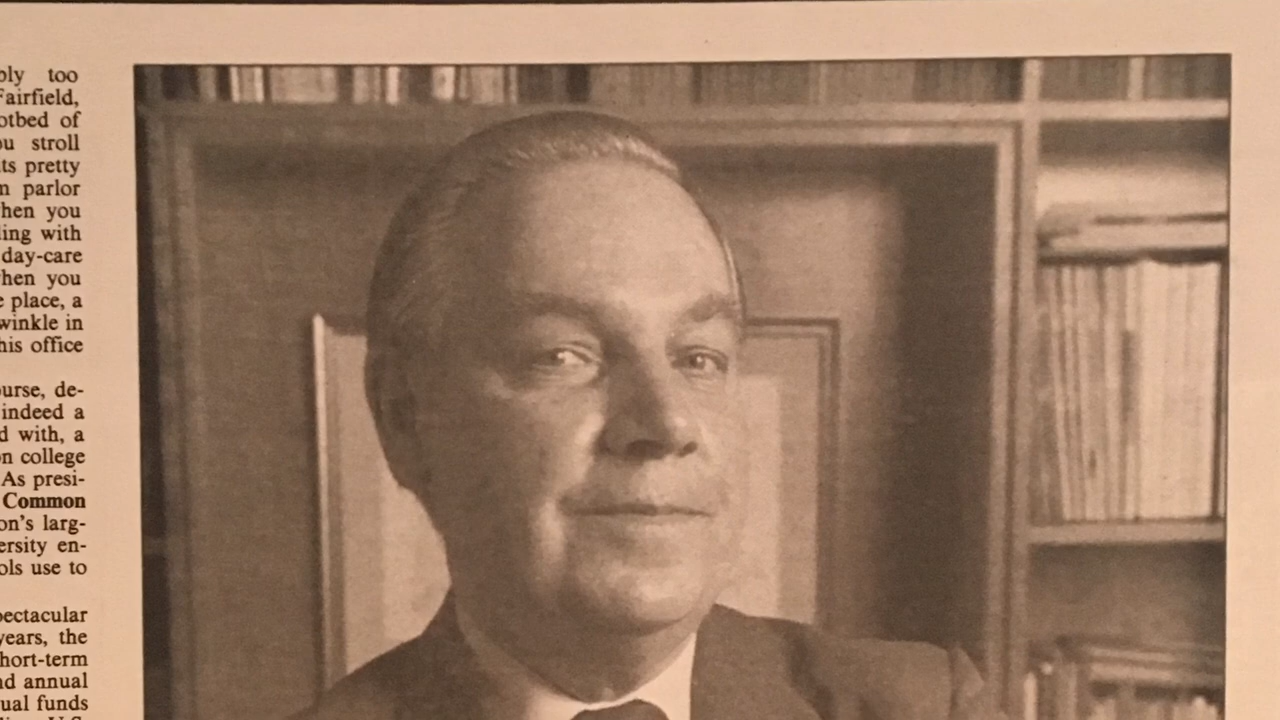 bly too
Fairfield,
otbed of
ou stroll
ts pretty
n parlor
hen you
ling with
day-care
hen you
e place, a
winkle in
his office
ourse, de-
indeed a
d with, a
on college
As presi-
Common
on's larg-
ersity en-
ols use to
pectacular
years, the
hort-term
nd annual
ual funds